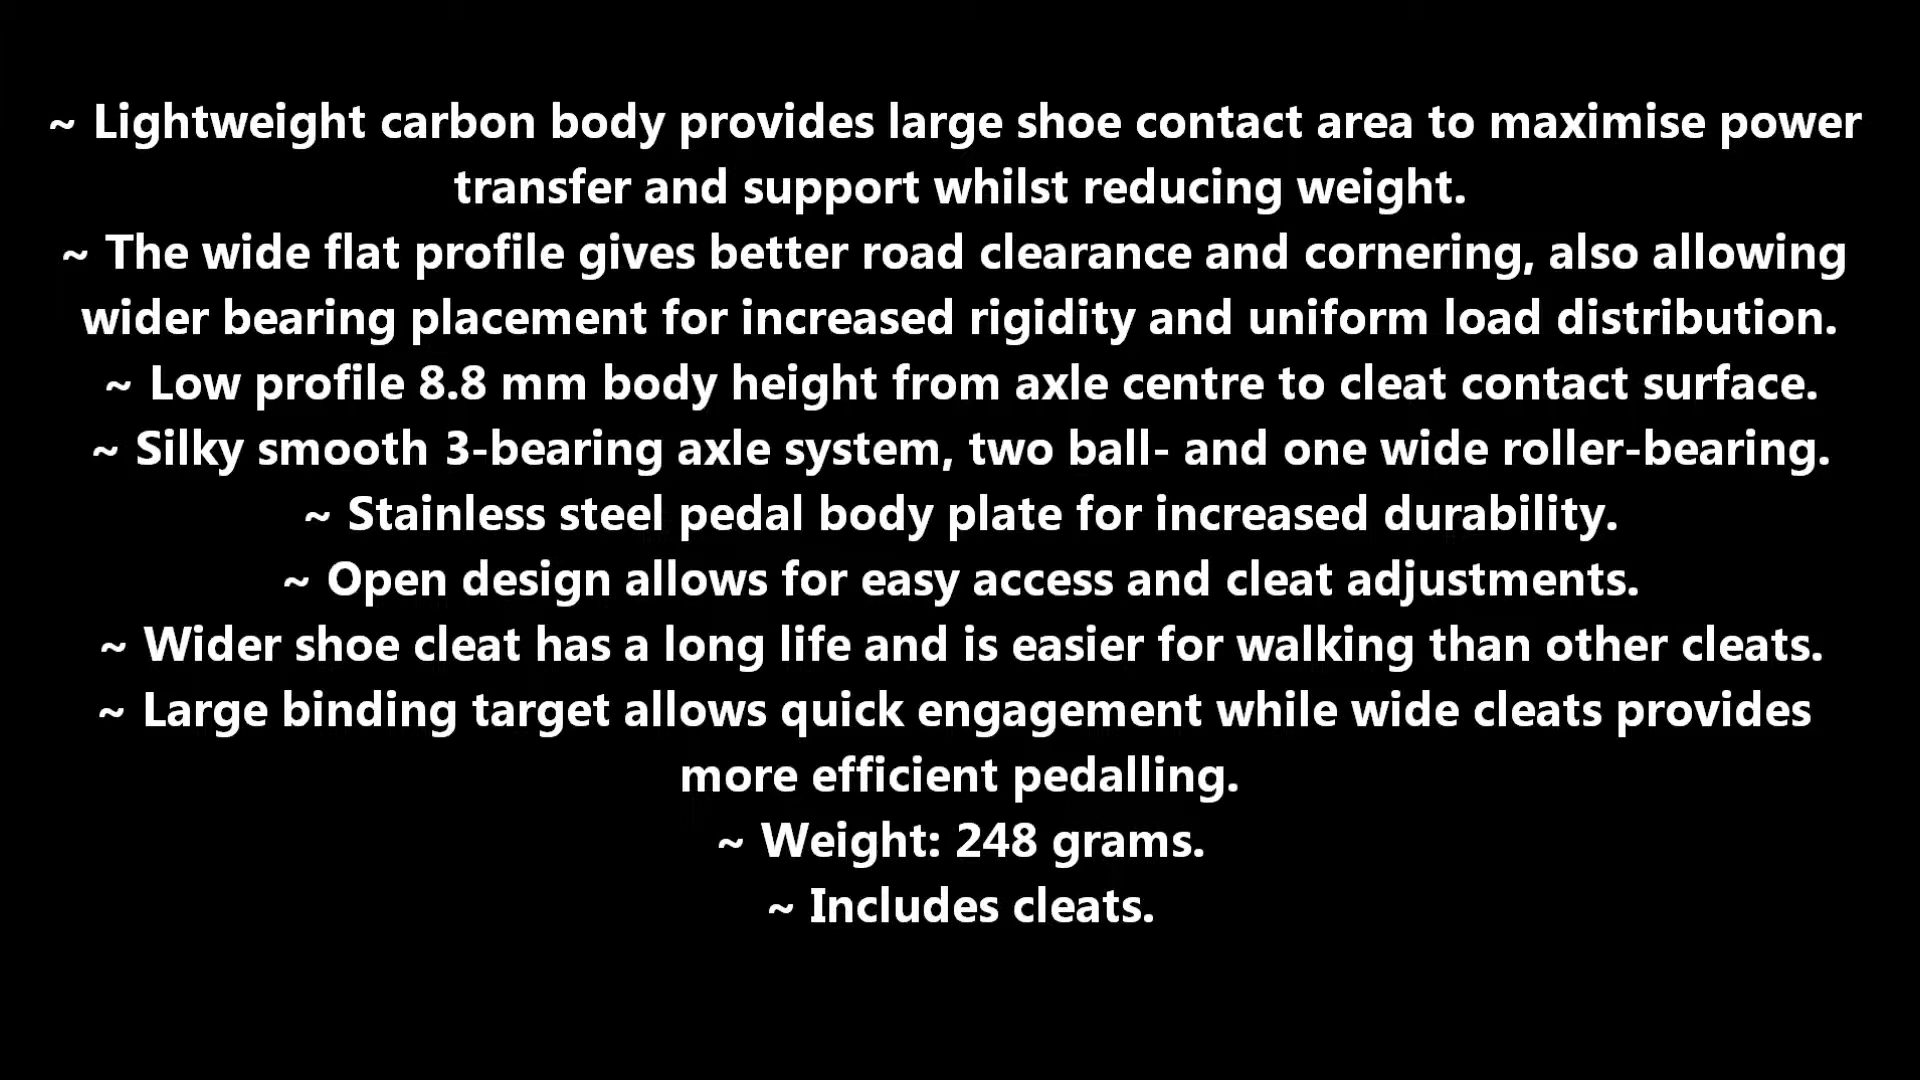 ~ Lightweight carbon body provides large shoe contact area to maximise power
transfer and support whilst reducing weight.
~ The wide flat profile gives better road clearance and cornering, also allowing
wider bearing placement for increased rigidity and uniform load distribution.
~ Low profile 8.8 mm body height from axle centre to cleat contact surface.
~ Silky smooth 3-bearing axle system, two ball- and one wide roller-bearing.
~ Stainless steel pedal body plate for increased durability.
~ Open design allows for easy access and cleat adjustments.
~ Wider shoe cleat has a long life and is easier for walking than other cleats.
~ Large binding target allows quick engagement while wide cleats provides
more efficient pedalling.
~ Weight: 248 grams.
~ Includes cleats.